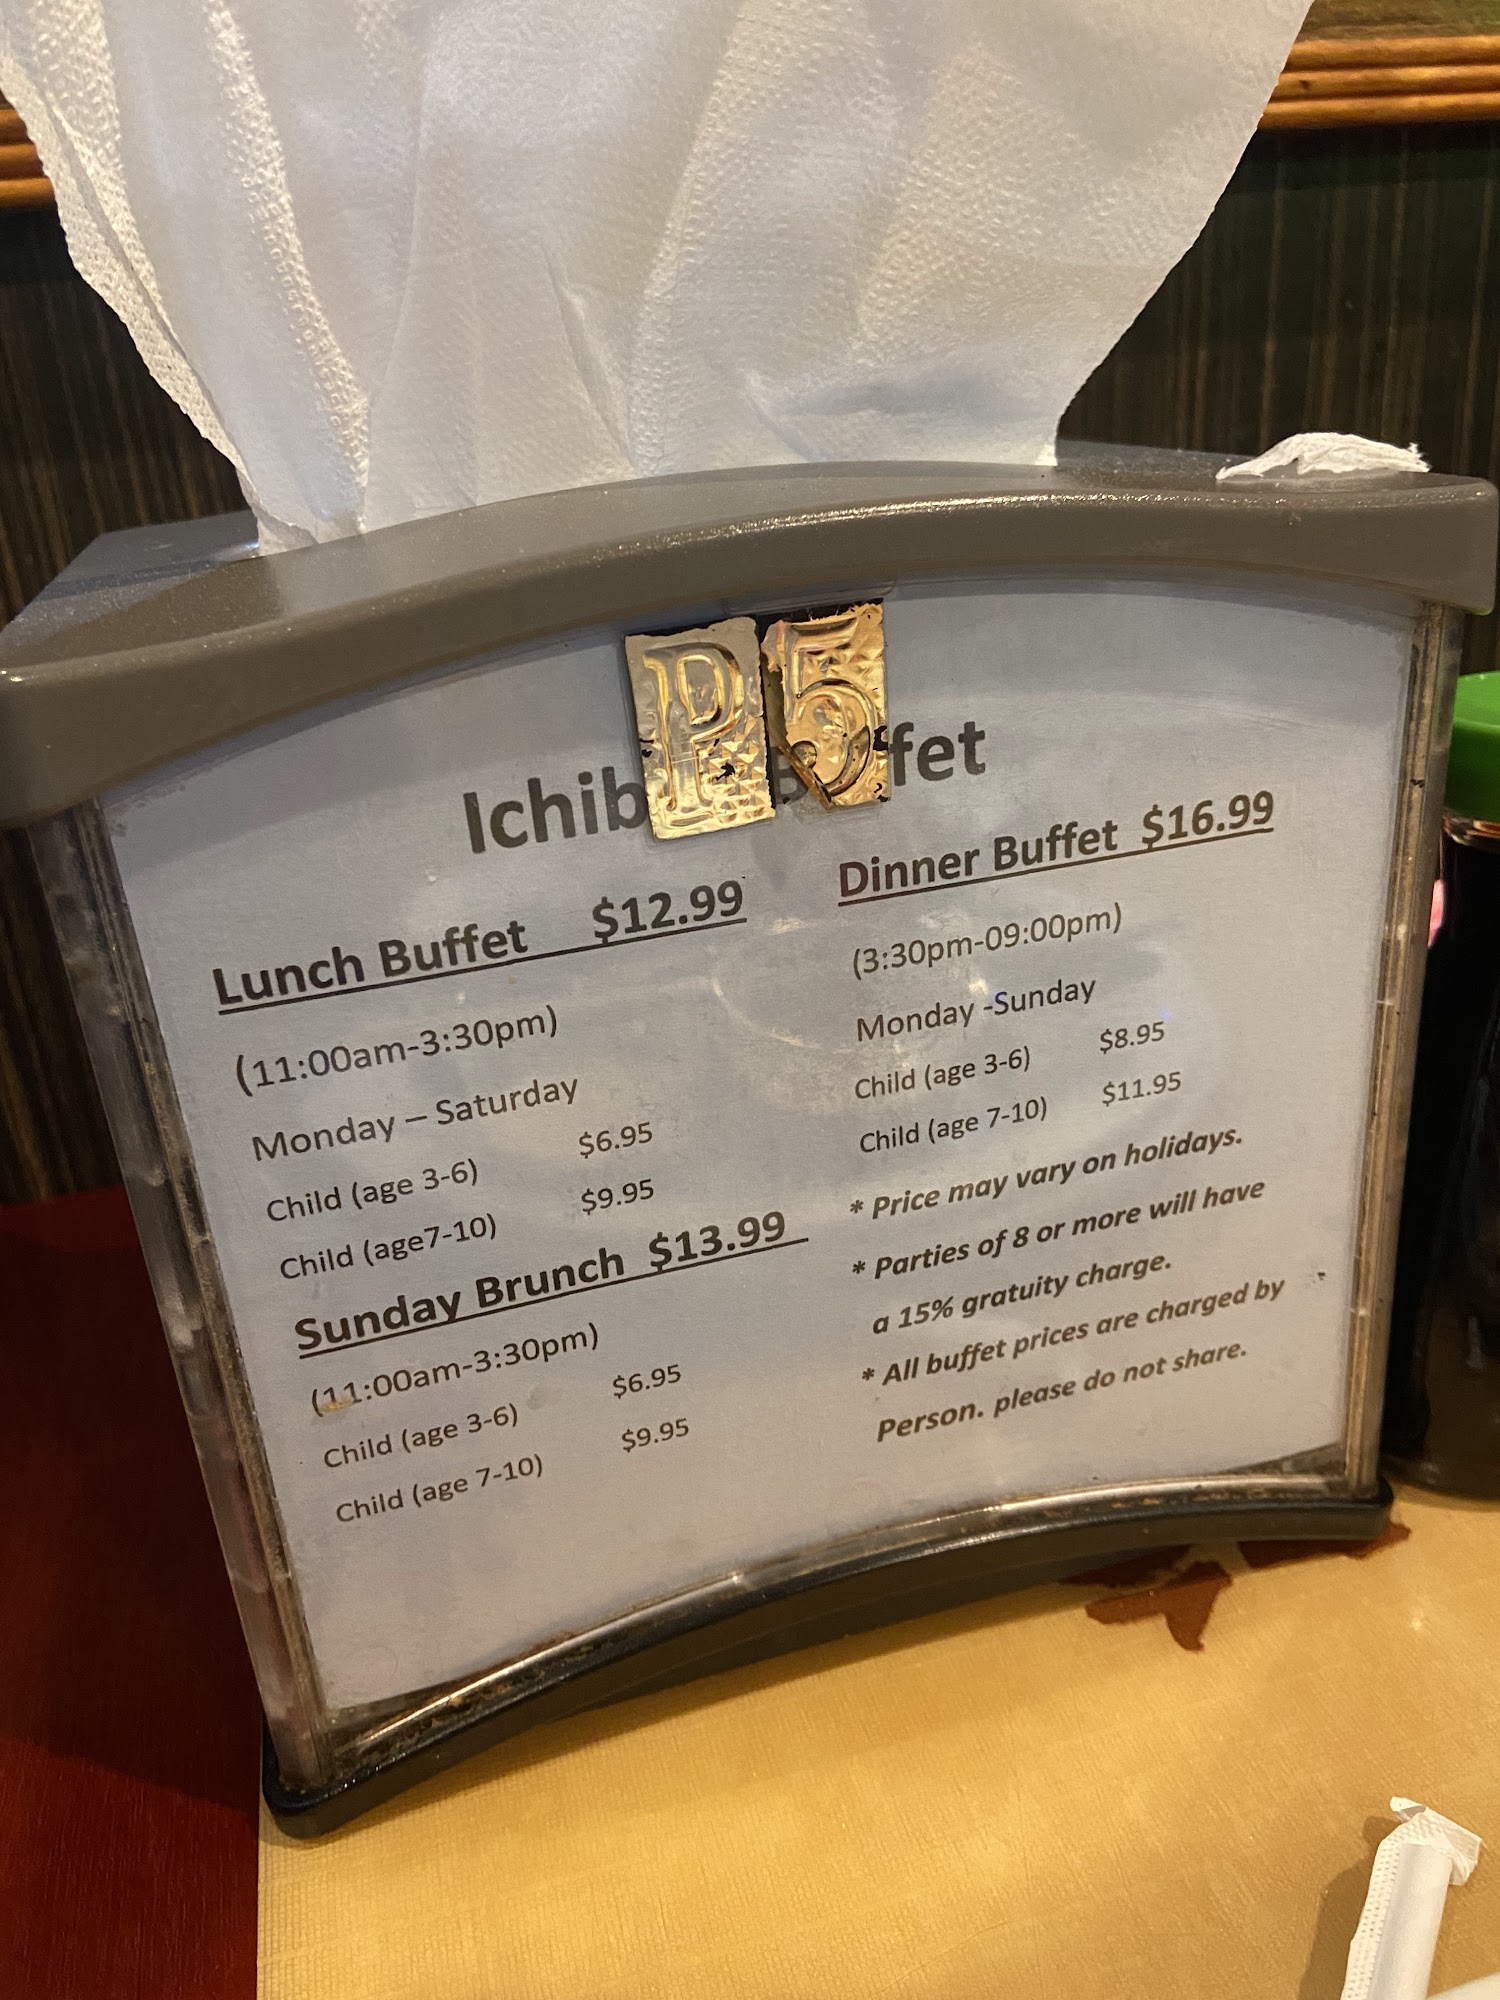 P5
Ichib fet
Lunch Buffet $12.99
(11:00am-3:30pm)
Monday – Saturday
Child (age 3-6) $6.95
Child (age7-10) $9.95
Sunday Brunch $13.99
(11:00am-3:30pm)
Child (age 3-6) $6.95
Child (age 7-10) $9.95
Dinner Buffet $16.99
(3:30pm-09:00pm)
Monday -Sunday
Child (age 3-6) $8.95
Child (age 7-10) $11.95
* Price may vary on holidays.
* Parties of 8 or more will have
a 15% gratuity charge.
* All buffet prices are charged by
Person. please do not share.